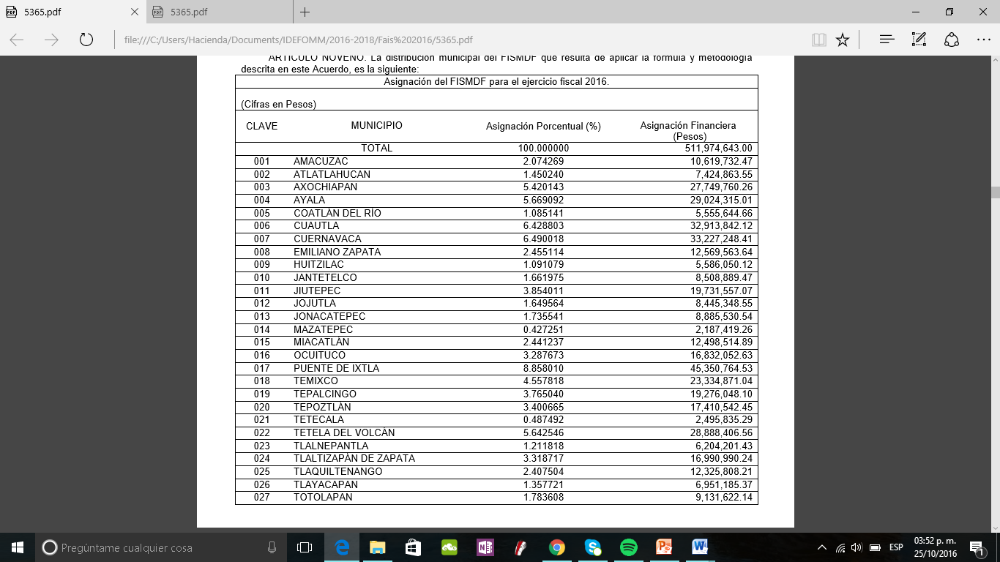 5365.pdf
5365.pdf
file:///C:/Users/Hacienda/Documents/IDEFOMM/2016-2018/Fais%202016/5365.pdf
ARTÍCULO NOVENO. La distribución municipal del FISMDF que resulta de aplicar la fórmula y metodología
descrita en este Acuerdo, es la siguiente:
Asignación del FISMDF para el ejercicio fiscal 2016.
(Cifras en Pesos)
CLAVE MUNICIPIO Asignación Porcentual (%) Asignación Financiera
(Pesos)
TOTAL 100.000000 511,974,643.00
001 AMACUZAC 2.074269 10,619,732.47
002 ATLATLAHUCAN 1.450240 7,424,863.55
003 AXOCHIAPAN 5.420143 27,749,760.26
004 AYALA 5.669092 29,024,315.01
005 COATLÁN DEL RÍO 1.085141 5,555,644.66
006 CUAUTLA 6.428803 32,913,842.12
007 CUERNAVACA 6.490018 33,227,248.41
008 EMILIANO ZAPATA 2.455114 12,569,563.64
009 HUITZILAC 1.091079 5,586,050.12
010 JANTETELCO 1.661975 8,508,889.47
011 JIUTEPEC 3.854011 19,731,557.07
012 JOJUTLA 1.649564 8,445,348.55
013 JONACATEPEC 1.735541 8,885,530.54
014 MAZATEPEC 0.427251 2,187,419.26
015 MIACATLÁN 2.441237 12,498,514.89
016 OCUITUCO 3.287673 16,832,052.63
017 PUENTE DE IXTLA 8.858010 45,350,764.53
018 TEMIXCO 4.557818 23,334,871.04
019 TEPALCINGO 3.765040 19,276,048.10
020 TEPOZTLÁN 3.400665 17,410,542.45
021 TETECALA 0.487492 2,495,835.29
022 TETELA DEL VOLCÁN 5.642546 28,888,406.56
023 TLALNEPANTLA 1.211818 6,204,201.43
024 TLALTIZAPÁN DE ZAPATA 3.318717 16,990,990.24
025 TLAQUILTENANGO 2.407504 12,325,808.21
026 TLAYACAPAN 1.357721 6,951,185.37
027 TOTOLAPAN 1.783608 9,131,622.14
Pregúntame cualquier cosa
ESP
03:52 p. m.
25/10/2016
1